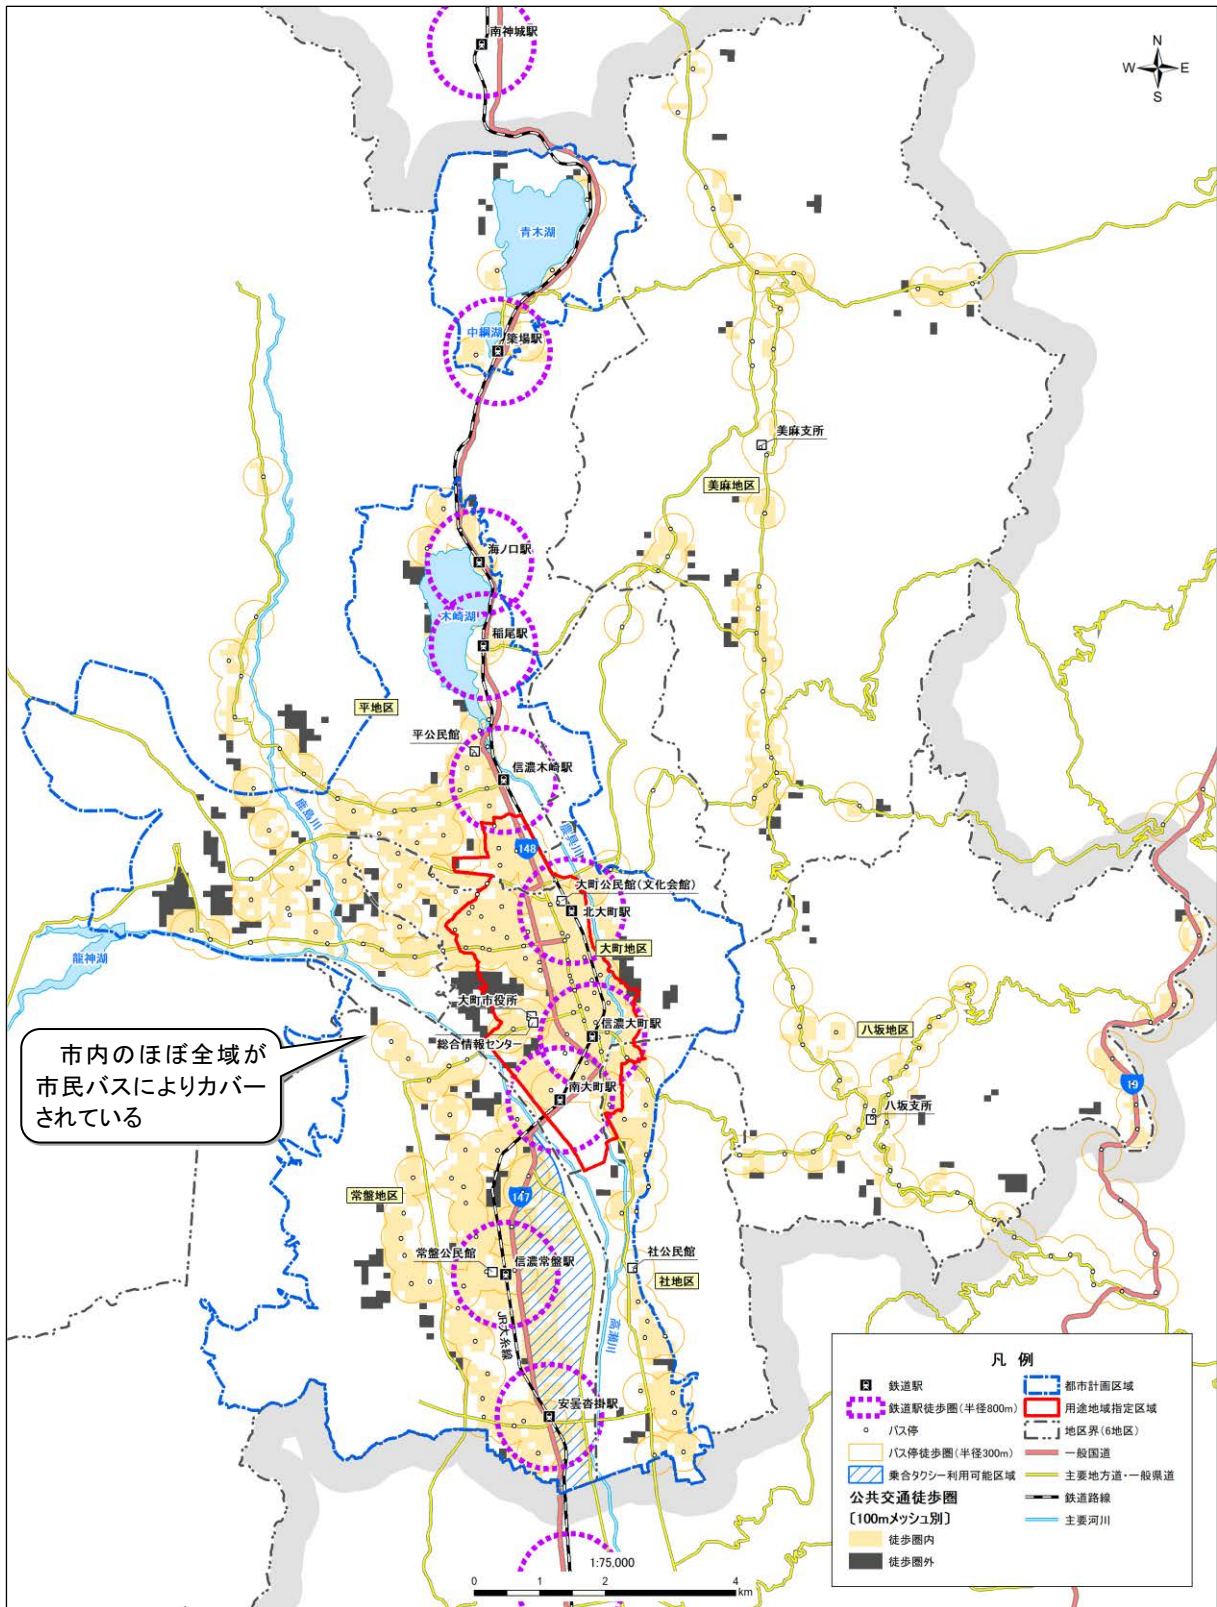 南神城駅
N
W
E
S
青木湖
中綱湖
簗場駅
美麻支所
美麻地区
海ノ口駅
木崎湖
稲尾駅
平地区
平公民館
信濃木崎駅
鹿島川
農具川
148
大町公民館(文化会館)
北大町駅
大町地区
龍神湖
大町市役所
信濃大町駅
総合情報センター
八坂地区
市内のほぼ全域が
市民バスによりカバー
されている
19
南大町駅
八坂支所
常盤地区
147
常盤公民館
信濃常盤駅
社公民館
社地区
JR大糸線
高瀬川
安曇沓掛駅
凡 例
鉄道駅
鉄道駅徒歩圏(半径800m)
バス停
バス停徒歩圏(半径300m)
乗合タクシー利用可能区域
公共交通徒歩圏
〔100mメッシュ別〕
徒歩圏内
徒歩圏外
都市計画区域
用途地域指定区域
地区界(6地区)
一般国道
主要地方道・一般県道
鉄道路線
主要河川
1:75,000
0 1 2 4
km